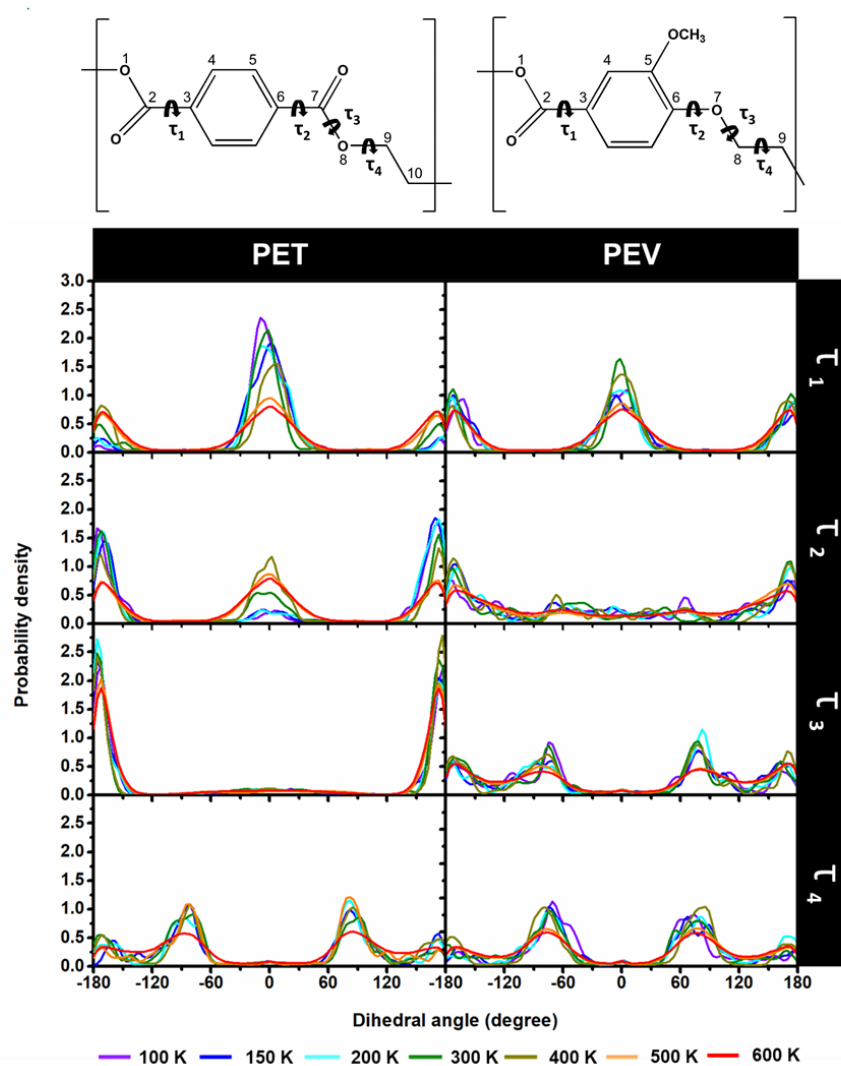 O 1 2 O τ1 3 4 5 6 τ2 7 O τ3 O 8 τ4 9 10
O 1 2 O τ1 3 4 5 OCH3 6 τ2 O 7 τ3 8 τ4 9
PET PEV
3.0
2.5
2.0
1.5
1.0
0.5
0.0
τ1
2.5
2.0
1.5
1.0
0.5
0.0
τ2
Probability density
2.5
2.0
1.5
1.0
0.5
0.0
τ3
2.5
2.0
1.5
1.0
0.5
0.0
τ4
-180 -120 -60 0 60 120 180 -120 -60 0 60 120 180
Dihedral angle (degree)
100 K 150 K 200 K 300 K 400 K 500 K 600 K